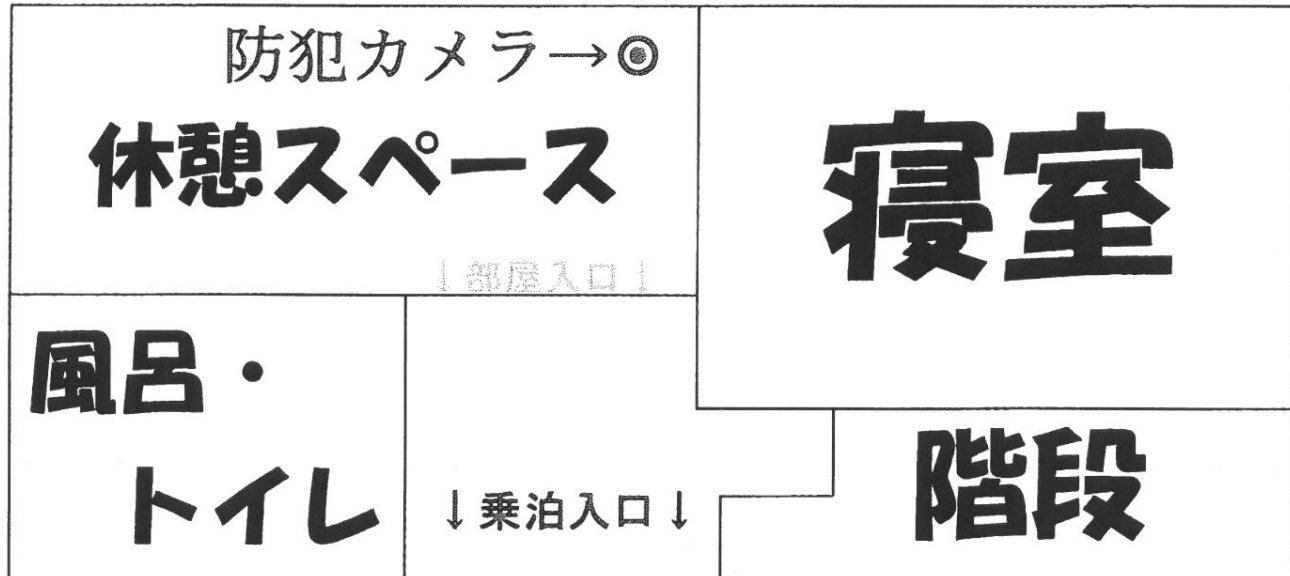 防犯カメラ→◎
休憩スペース
寝室
↓部屋入口↓
風呂・
トイレ
↓乗泊入口↓
階段